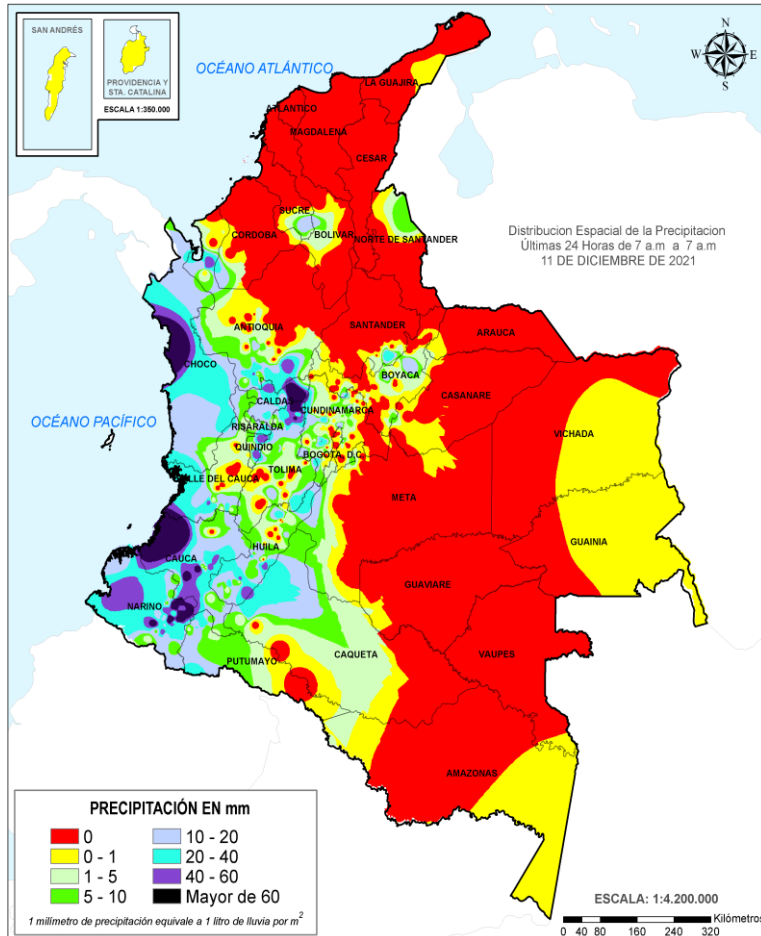 SAN ANDRÉS
PROVIDENCIA Y
STA. CATALINA
ESCALA 1:350.000
OCÉANO ATLÁNTICO
N
W
E
S
LA GUAJIRA
ATLANTICO
MAGDALENA
CESAR
SUCRE
CORDOBA
BOLIVAR
NORTE DE SANTANDER
Distribucion Espacial de la Precipitacion
Últimas 24 Horas de 7 a.m a 7 a.m
11 DE DICIEMBRE DE 2021
ANTIOQUIA
SANTANDER
ARAUCA
CHOCO
BOYACA
CALDAS
CUNDINAMARCA
CASANARE
OCÉANO PACÍFICO
RISARALDA
VICHADA
QUINDIO
BOGOTA, D.C.
TOLIMA
VALLE DEL CAUCA
META
GUAINIA
HUILA
CAUCA
GUAVIARE
NARINO
CAQUETA
VAUPES
PUTUMAYO
AMAZONAS
PRECIPITACIÓN EN mm
0
10 - 20
0 - 1
20 - 40
1 - 5
40 - 60
5 - 10
Mayor de 60
1 milímetro de precipitación equivale a 1 litro de lluvia por m²
ESCALA: 1:4.200.000
Kilómetros
0 40 80 160 240 320